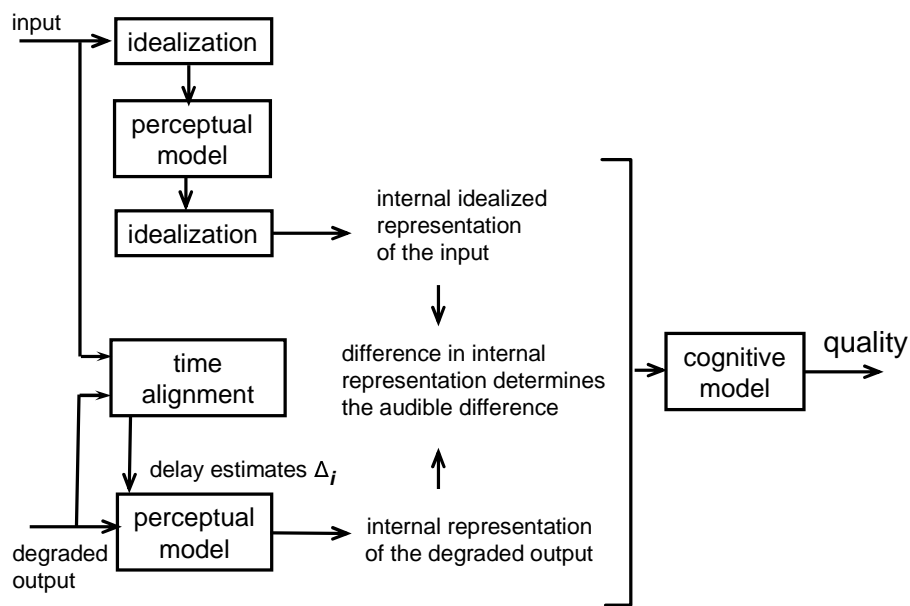 input
idealization
perceptual
model
idealization
internal idealized
representation
of the input
time
alignment
difference in internal
representation determines
the audible difference
cognitive
model
quality
delay estimates Δi
degraded
output
perceptual
model
internal representation
of the degraded output